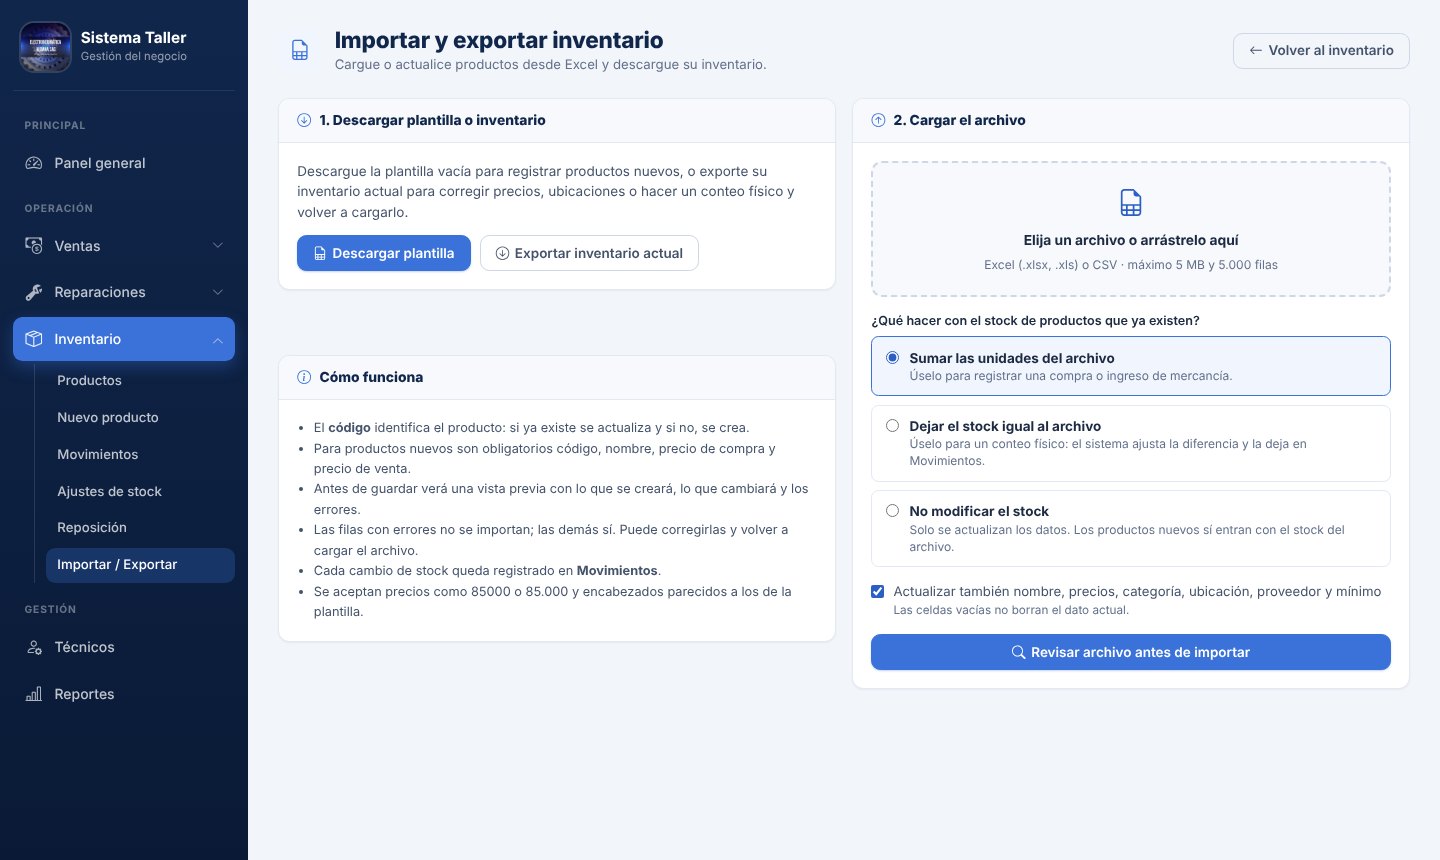 Sistema Taller
Gestión del negocio
PRINCIPAL
Panel general
OPERACIÓN
Ventas
Reparaciones
Inventario
Productos
Nuevo producto
Movimientos
Ajustes de stock
Reposición
Importar / Exportar
GESTIÓN
Técnicos
Reportes
Importar y exportar inventario
Cargue o actualice productos desde Excel y descargue su inventario.
← Volver al inventario
1. Descargar plantilla o inventario
Descargue la plantilla vacía para registrar productos nuevos, o exporte su
inventario actual para corregir precios, ubicaciones o hacer un conteo físico y
volver a cargarlo.
Descargar plantilla
Exportar inventario actual
Cómo funciona
• El código identifica el producto: si ya existe se actualiza y si no, se crea.
• Para productos nuevos son obligatorios código, nombre, precio de compra y
precio de venta.
• Antes de guardar verá una vista previa con lo que se creará, lo que cambiará y los
errores.
• Las filas con errores no se importan; las demás sí. Puede corregirlas y volver a
cargar el archivo.
• Cada cambio de stock queda registrado en Movimientos.
• Se aceptan precios como 85000 o 85.000 y encabezados parecidos a los de la
plantilla.
2. Cargar el archivo
Elija un archivo o arrástrelo aquí
Excel (.xlsx, .xls) o CSV · máximo 5 MB y 5.000 filas
¿Qué hacer con el stock de productos que ya existen?
Sumar las unidades del archivo
Úselo para registrar una compra o ingreso de mercancía.
Dejar el stock igual al archivo
Úselo para un conteo físico: el sistema ajusta la diferencia y la deja en
Movimientos.
No modificar el stock
Solo se actualizan los datos. Los productos nuevos sí entran con el stock del
archivo.
Actualizar también nombre, precios, categoría, ubicación, proveedor y mínimo
Las celdas vacías no borran el dato actual.
Revisar archivo antes de importar